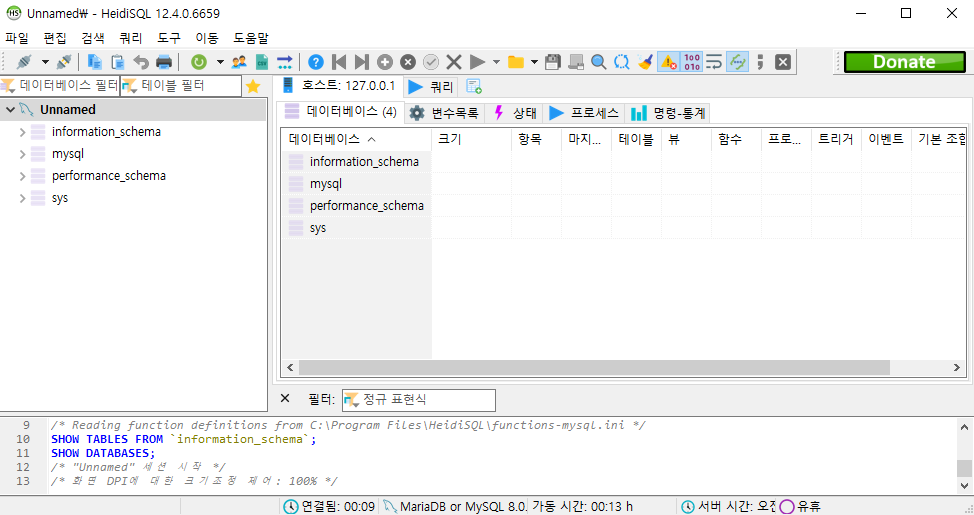 Unnamed₩ - HeidiSQL 12.4.0.6659
파일 편집 검색 쿼리 도구 이동 도움말
Donate
데이터베이스 필터 테이블 필터
호스트: 127.0.0.1 쿼리
Unnamed
information_schema
mysql
performance_schema
sys
데이터베이스 (4) 변수목록 상태 프로세스 명령-통계
데이터베이스 크기 항목 마지... 테이블 뷰 함수 프로... 트리거 이벤트 기본 조합
information_schema
mysql
performance_schema
sys
필터: 정규 표현식
9 /* Reading function definitions from C:\Program Files\HeidiSQL\functions-mysql.ini */
10 SHOW TABLES FROM `information_schema`;
11 SHOW DATABASES;
12 /* "Unnamed" 세션 시작 */
13 /* 화면 DPI에 대한 크기조정 제어: 100% */
연결됨: 00:09 MariaDB or MySQL 8.0. 가동 시간: 00:13 h 서버 시간: 오전 유휴